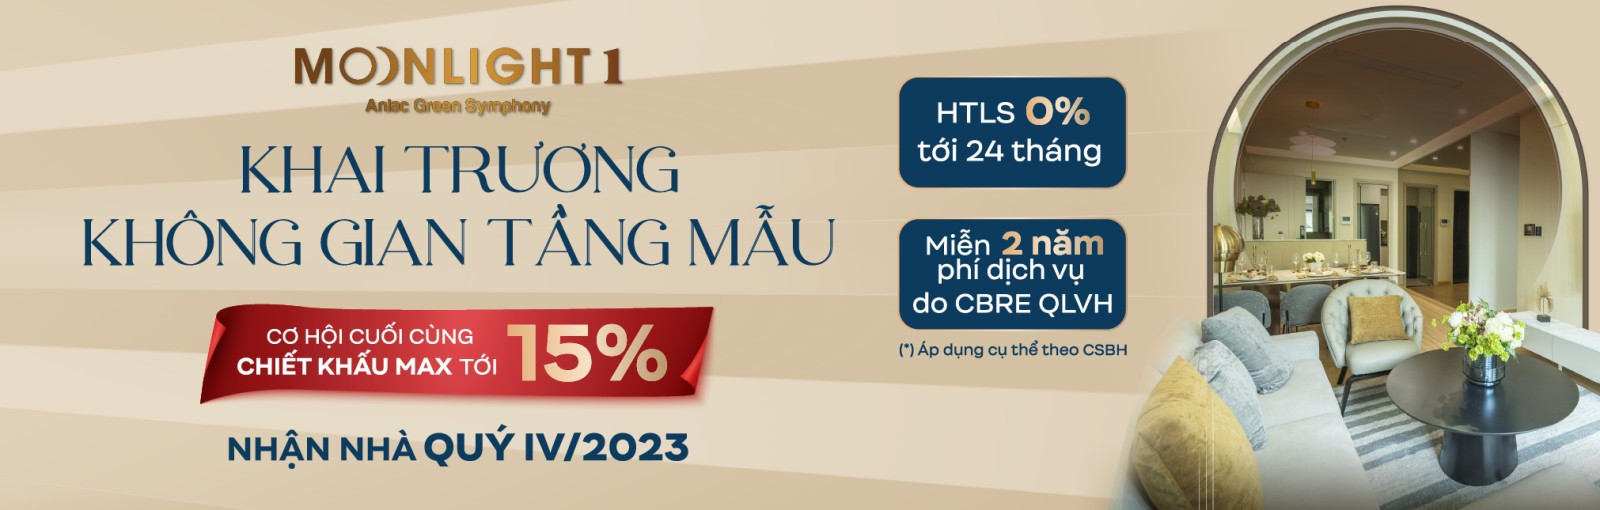 MOONLIGHT 1
Anlac Green Symphony
KHAI TRƯƠNG
KHÔNG GIAN TẦNG MẪU
CƠ HỘI CUỐI CÙNG
CHIẾT KHẤU MAX TỚI 15%
NHẬN NHÀ QUÝ IV/2023
HTLS 0%
tới 24 tháng
Miễn 2 năm
phí dịch vụ
do CBRE QLVH
(*) Áp dụng cụ thể theo CSBH